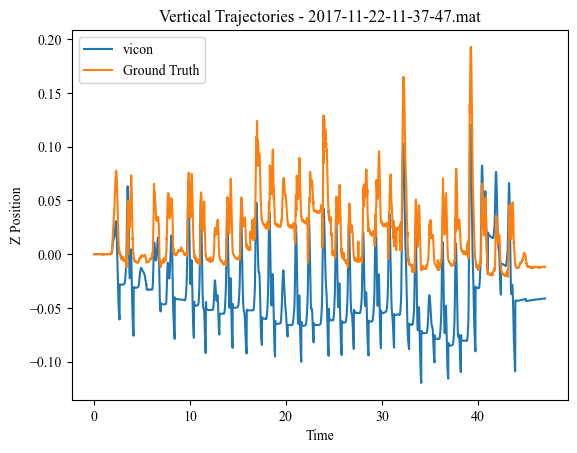 Vertical Trajectories - 2017-11-22-11-37-47.mat
vicon
Ground Truth
Z Position
0.20
0.15
0.10
0.05
0.00
−0.05
−0.10
0 10 20 30 40
Time